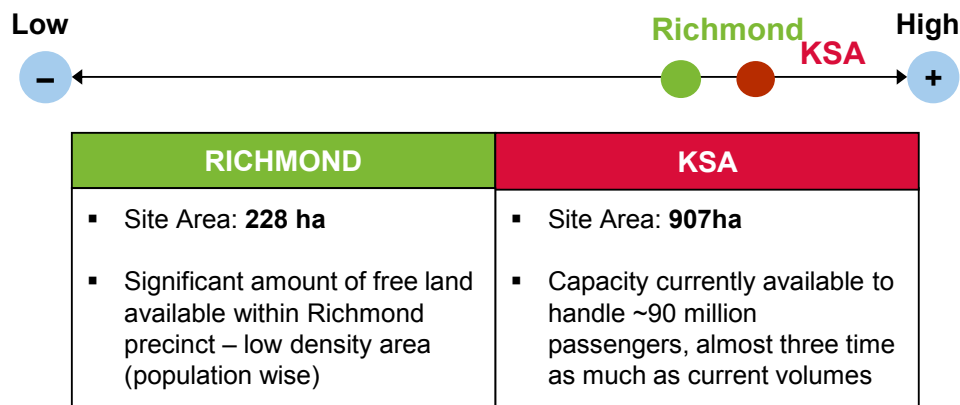 Low
Richmond
High
KSA
–
+
RICHMOND
KSA
▪ Site Area: 228 ha
▪ Significant amount of free land
available within Richmond
precinct – low density area
(population wise)
▪ Site Area: 907ha
▪ Capacity currently available to
handle ~90 million
passengers, almost three time
as much as current volumes